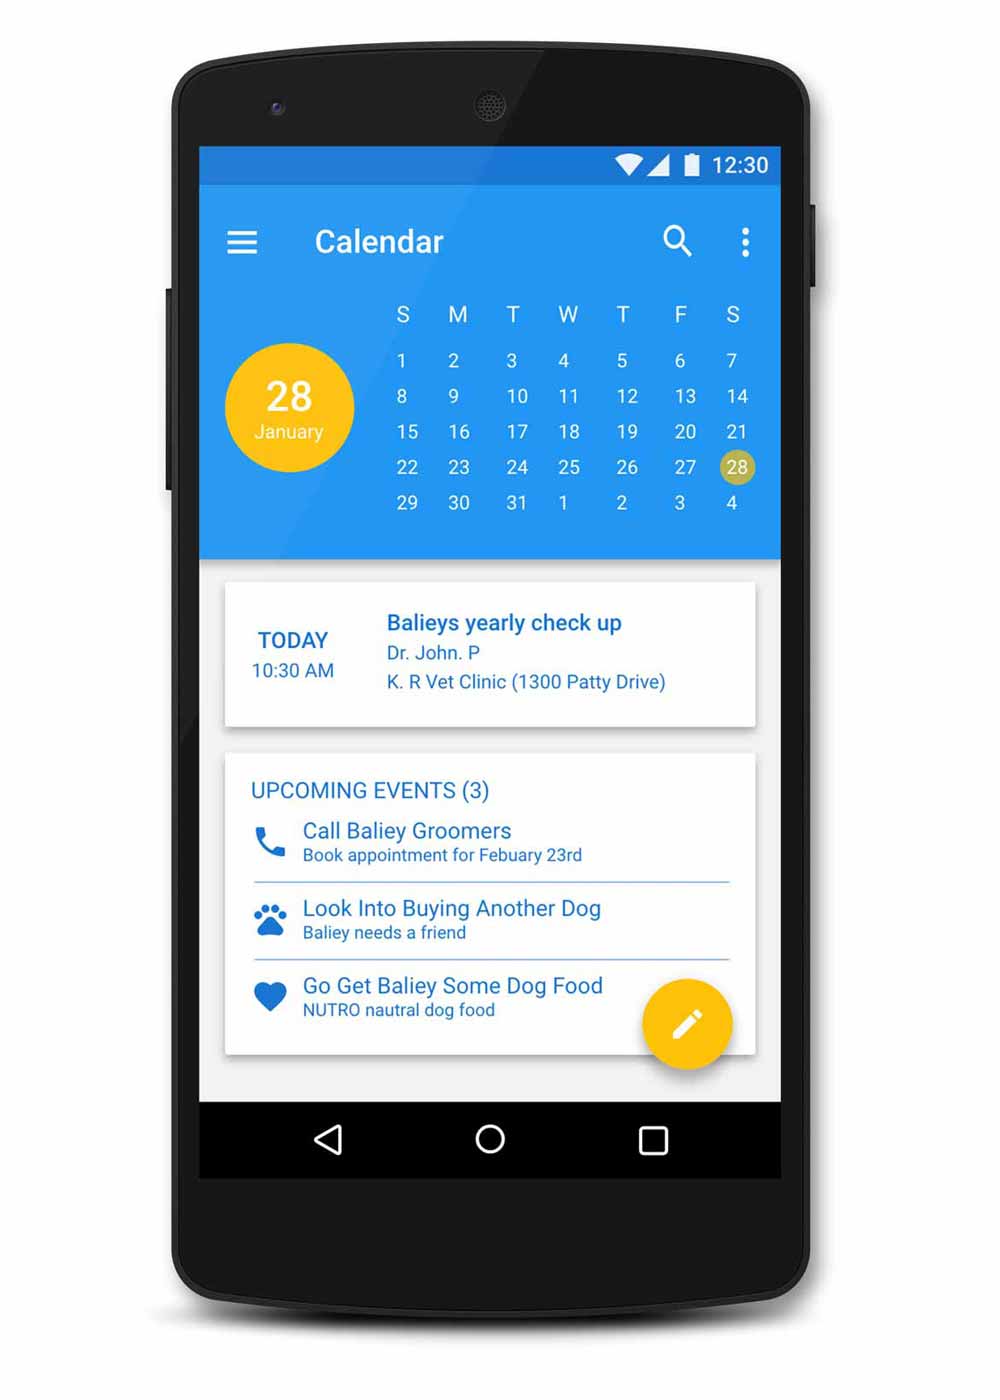 12:30
Calendar
S M T W T F S
1 2 3 4 5 6 7
8 9 10 11 12 13 14
15 16 17 18 19 20 21
22 23 24 25 26 27 28
29 30 31 1 2 3 4
28
January
TODAY
10:30 AM
Balieys yearly check up
Dr. John. P
K. R Vet Clinic (1300 Patty Drive)
UPCOMING EVENTS (3)
Call Baliey Groomers
Book appointment for Febuary 23rd
Look Into Buying Another Dog
Baliey needs a friend
Go Get Baliey Some Dog Food
NUTRO nautral dog food